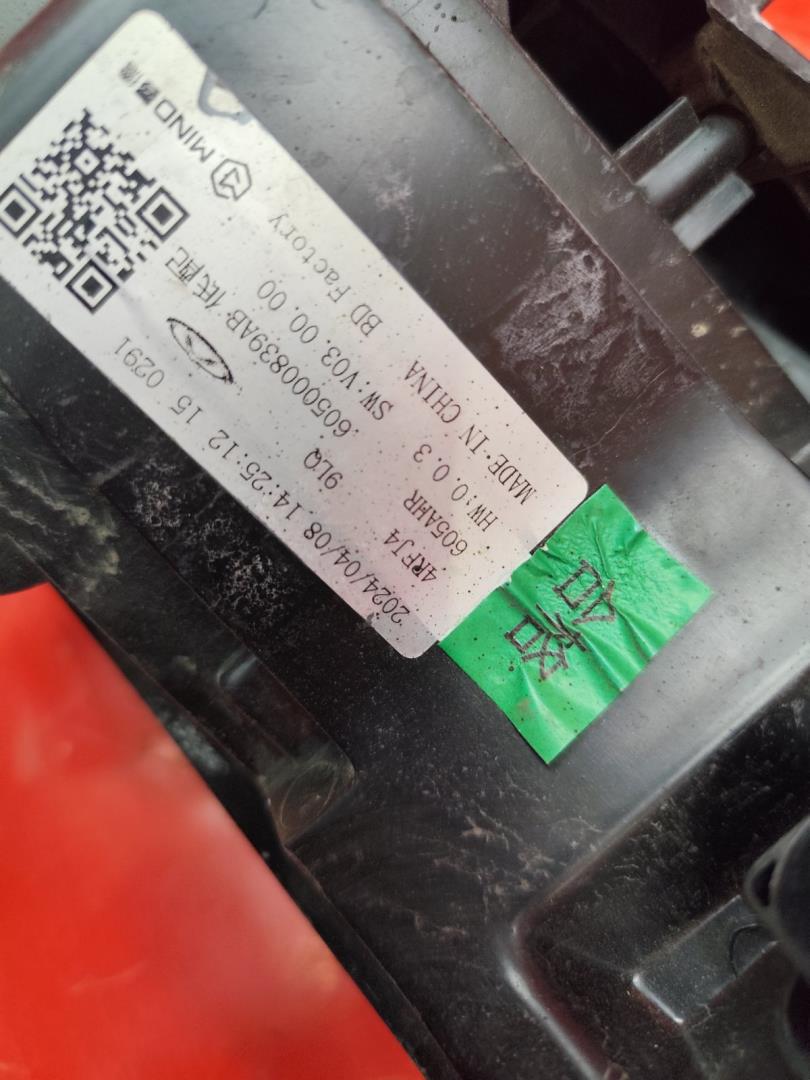 2024/04/08 14:25:12 15 0291
4RFJ4 9LQ
605AHR 605000839AB 低配
HW:0.0.3 SW:V03.00.00
MADE IN CHINA BD Factory
MIND